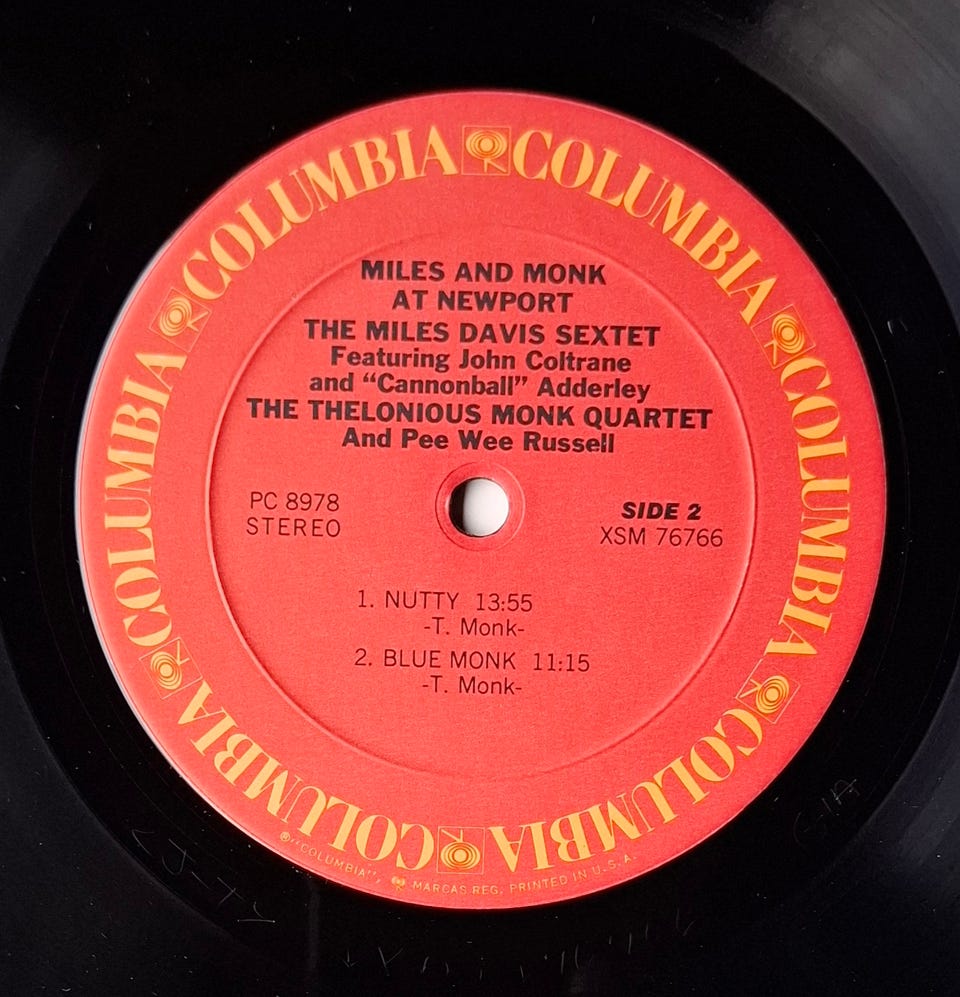 COLUMBIA COLUMBIA COLUMBIA COLUMBIA COLUMBIA COLUMBIA
MILES AND MONK
AT NEWPORT
THE MILES DAVIS SEXTET
Featuring John Coltrane
and “Cannonball” Adderley
THE THELONIOUS MONK QUARTET
And Pee Wee Russell
PC 8978
STEREO
SIDE 2
XSM 76766
1. NUTTY 13:55
-T. Monk-
2. BLUE MONK 11:15
-T. Monk-
®“COLUMBIA”, MARCAS REG. PRINTED IN U.S.A.